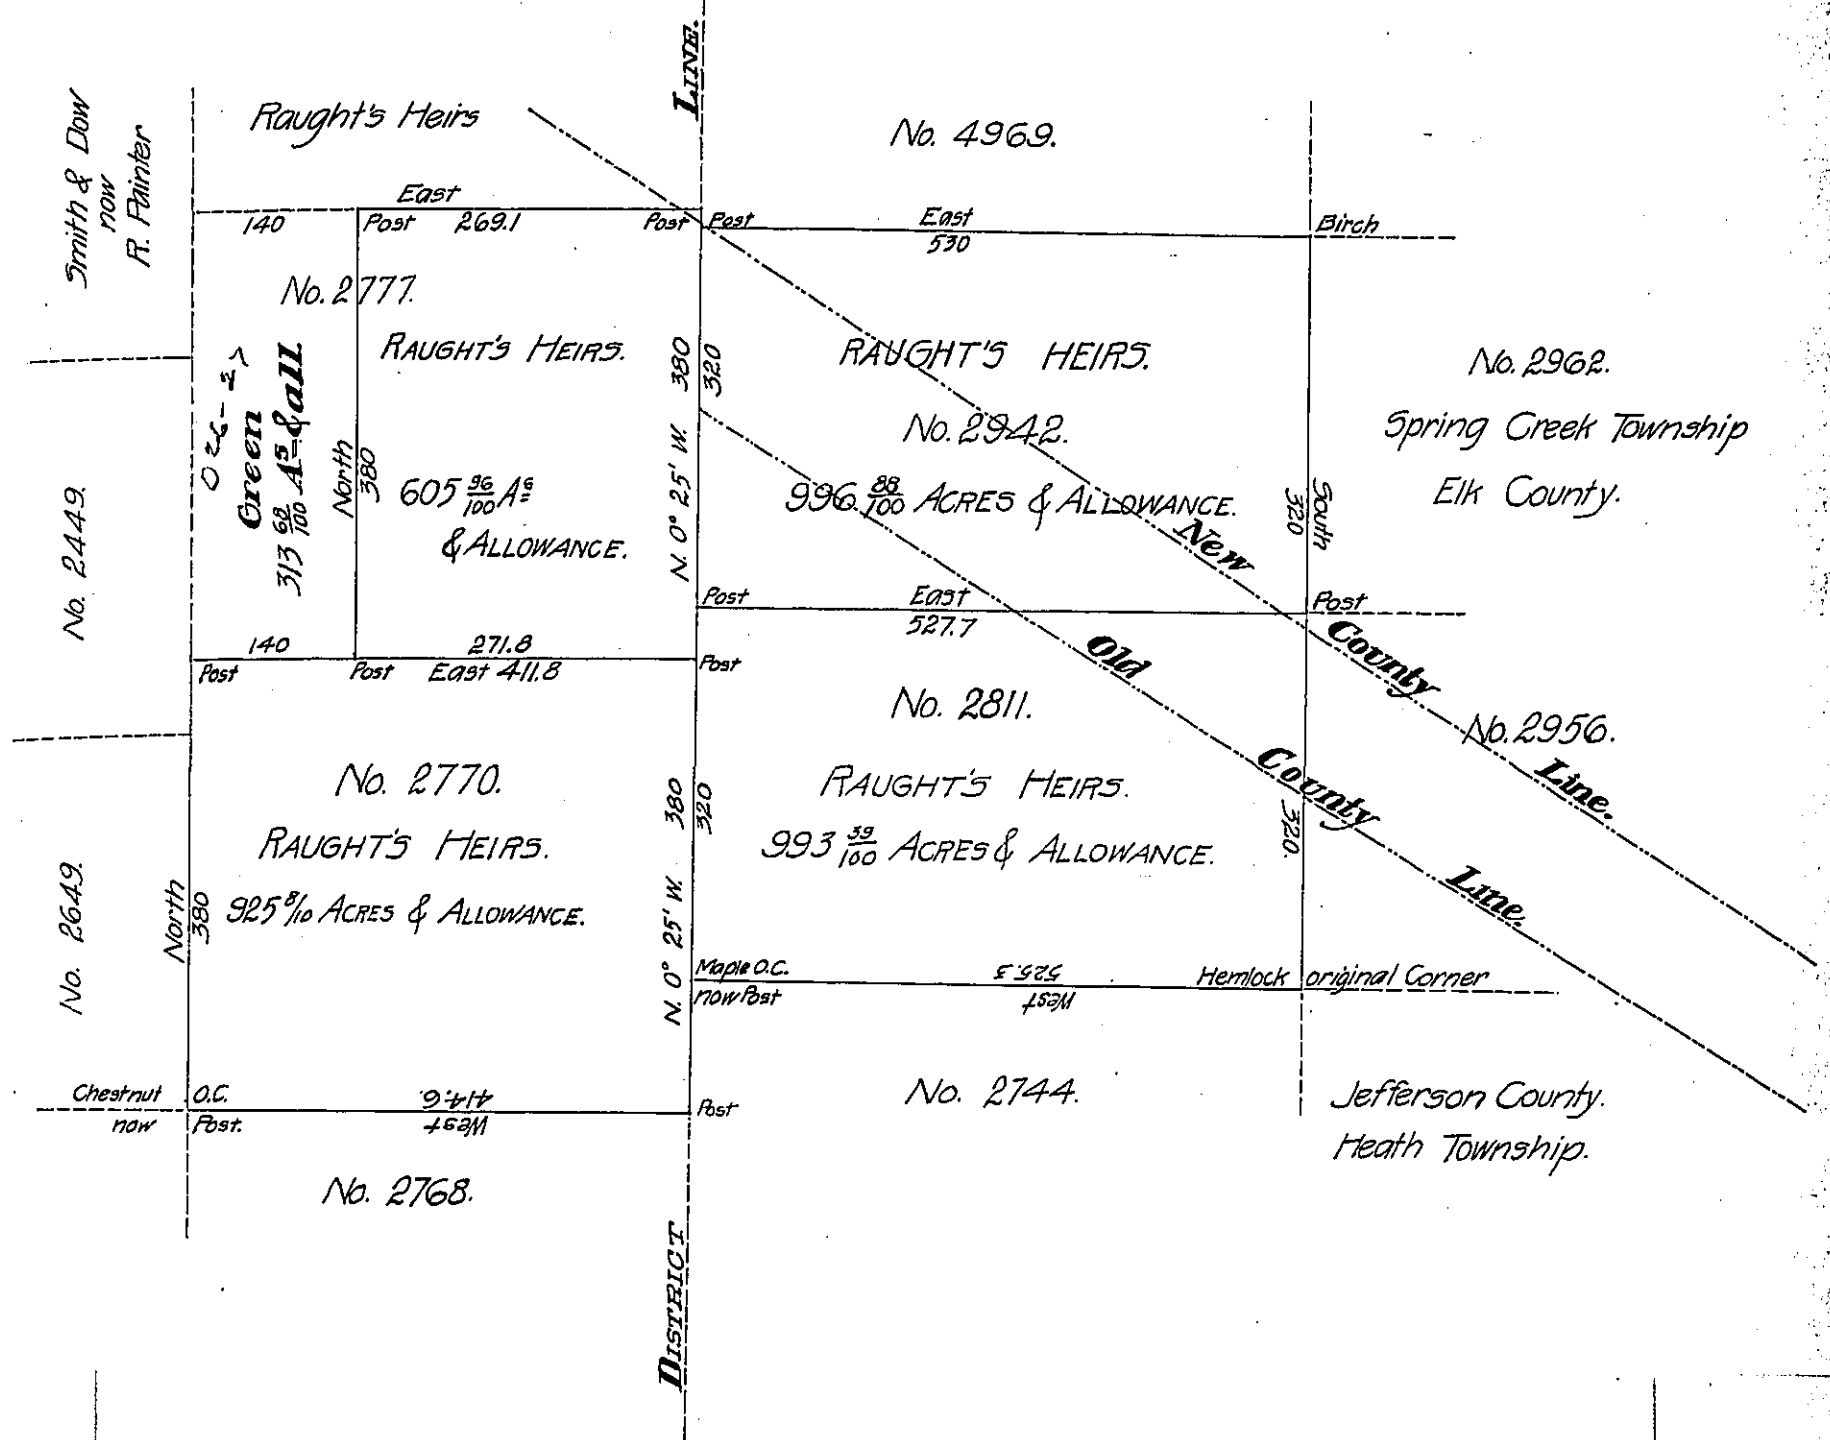 LINE.
Smith & Dow
now
R. Painter
Raught's Heirs
No. 4969.
East
140
Post
269.1
Post
Post
East
530
Birch
No. 2777.
RAUGHT'S HEIRS.
380
320
RAUGHT'S HEIRS.
No. 2962.
Green
313 68/100 As & all.
North
380
605 96/100 As
& ALLOWANCE.
N. 0° 25' W.
No. 2942.
996 88/100 ACRES & ALLOWANCE.
South
320
Spring Creek Township
Elk County.
No. 2449.
New
County
Line.
Post
East
527.7
Post
140
271.8
Post
Post
East 411.8
Post
Old
County
Line.
No. 2811.
No. 2956.
No. 2770.
RAUGHT'S HEIRS.
925 8/10 ACRES & ALLOWANCE.
380
320
RAUGHT'S HEIRS.
993 39/100 ACRES & ALLOWANCE.
320.
No. 2649.
North
380
N. 0° 25' W.
Maple O.C.
now Post
525.3
West
Hemlock original Corner
Chestnut O.C.
now Post.
414.6
West
Post
No. 2744.
Jefferson County.
Heath Township.
No. 2768.
DISTRICT